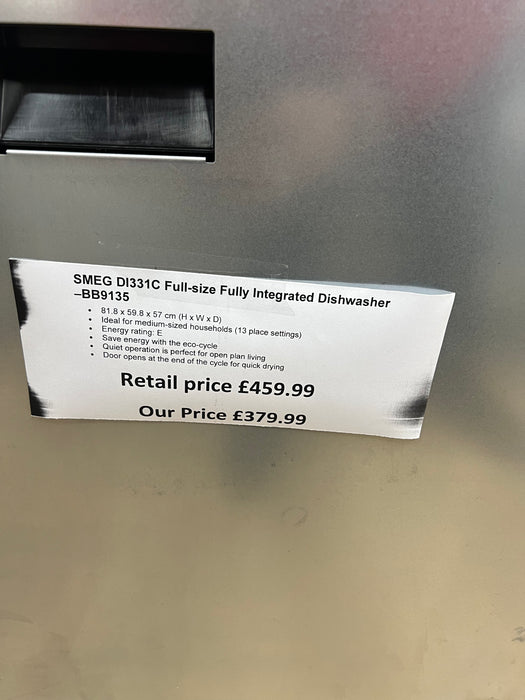 SMEG DI331C Full-size Fully Integrated Dishwasher
–BB9135
• 81.8 x 59.8 x 57 cm (H x W x D)
• Ideal for medium-sized households (13 place settings)
• Energy rating: E
• Save energy with the eco-cycle
• Quiet operation is perfect for open plan living
• Door opens at the end of the cycle for quick drying
Retail price £459.99
Our Price £379.99